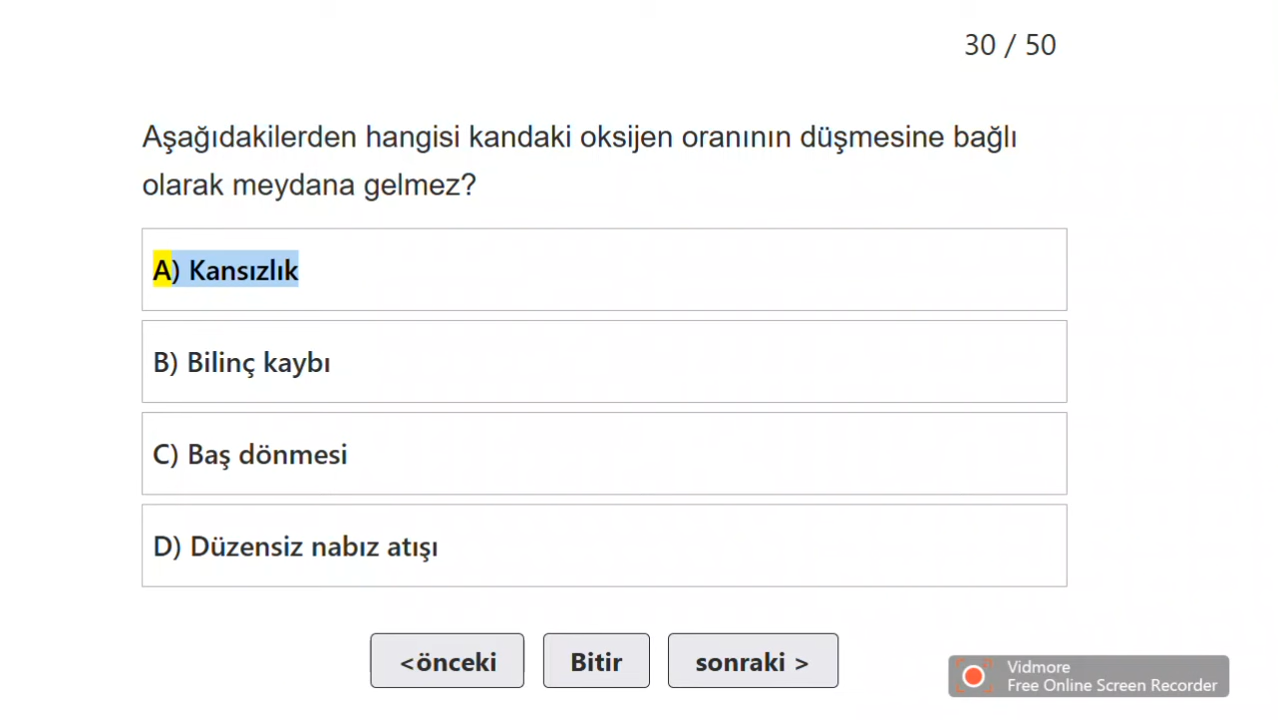 30 / 50
Aşağıdakilerden hangisi kandaki oksijen oranının düşmesine bağlı
olarak meydana gelmez?
A) Kansızlık
B) Bilinç kaybı
C) Baş dönmesi
D) Düzensiz nabız atışı
<önceki
Bitir
sonraki >
Vidmore
Free Online Screen Recorder